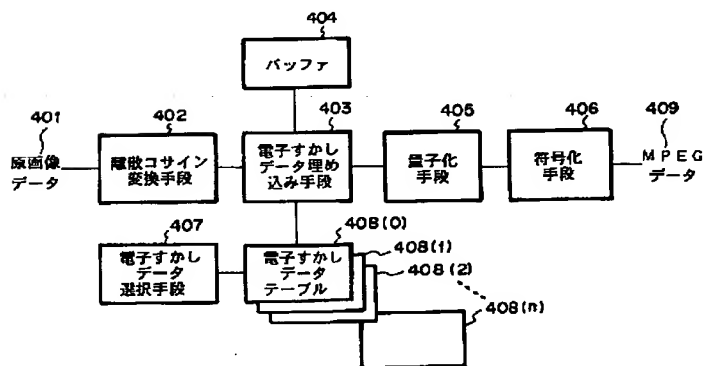 404
バッファ
401
402
403
405
406
409
原画像
データ
離散コサイン
変換手段
電子すかし
データ埋め
込み手段
量子化
手段
符号化
手段
MPEG
データ
407
408(0)
電子すかし
データ
選択手段
電子すかし
データ
テーブル
408(1)
408(2)
408(n)